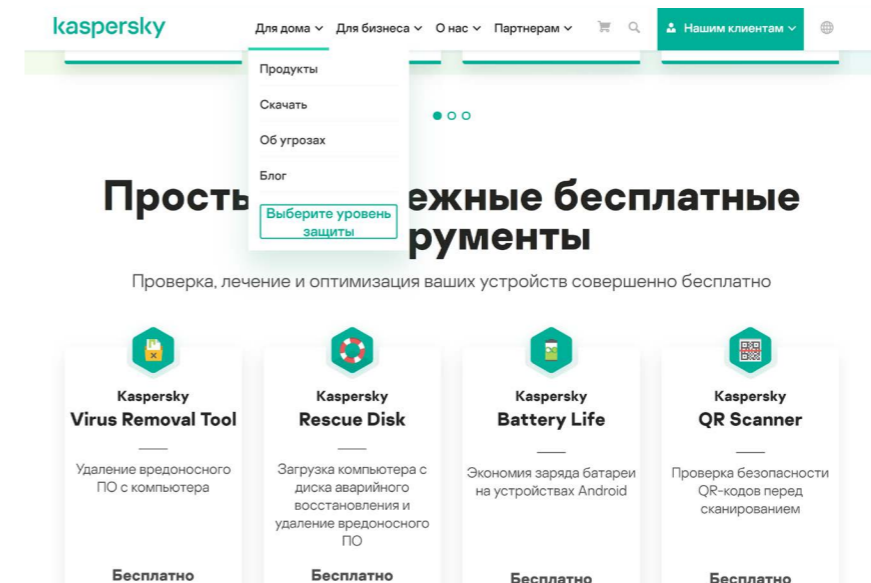 kaspersky
Для дома Для бизнеса О нас Партнерам Нашим клиентам
Продукты
Скачать
Об угрозах
Блог
Выберите уровень
защиты
Бесплатно
бесплатные
Проверка, лечение и оптимизация ваших устройств совершенно бесплатно
Kaspersky
Virus Removal Tool
Удаление вредоносного
ПО с компьютера
Бесплатно
Kaspersky
Rescue Disk
Загрузка компьютера с
диска аварийного
восстановления и
удаление вредоносного
ПО
Бесплатно
Kaspersky
Battery Life
Экономия заряда батареи
на устройствах Android
Бесплатно
Kaspersky
QR Scanner
Проверка безопасности
QR-кодов перед
сканированием
Бесплатно